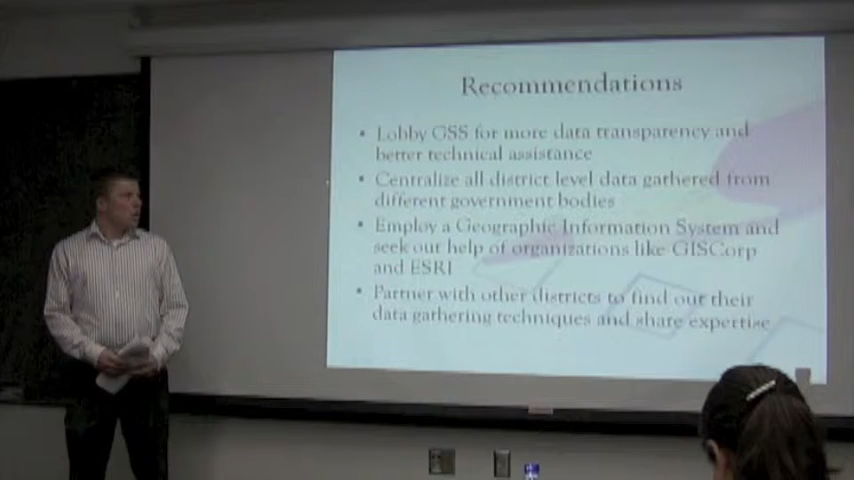 Recommendations
• Lobby GSS for more data transparency and
better technical assistance
• Centralize all district level data gathered from
different government bodies
• Employ a Geographic Information System and
seek out help of organizations like GISCorp
and ESRI
• Partner with other districts to find out their
data gathering techniques and share expertise